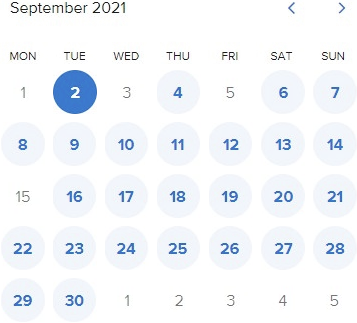 September 2021
MON TUE WED THU FRI SAT SUN
1 2 3 4 5 6 7
8 9 10 11 12 13 14
15 16 17 18 19 20 21
22 23 24 25 26 27 28
29 30 1 2 3 4 5